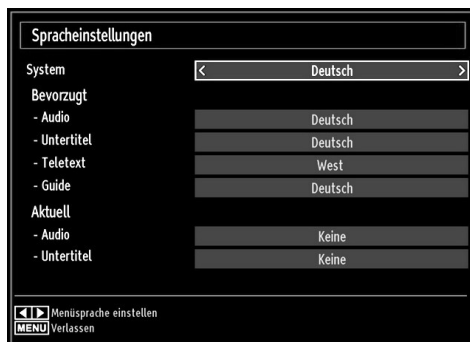 Spracheinstellungen
System < Deutsch >
Bevorzugt
- Audio Deutsch
- Untertitel Deutsch
- Teletext West
- Guide Deutsch
Aktuell
- Audio Keine
- Untertitel Keine
Menüsprache einstellen
MENU Verlassen